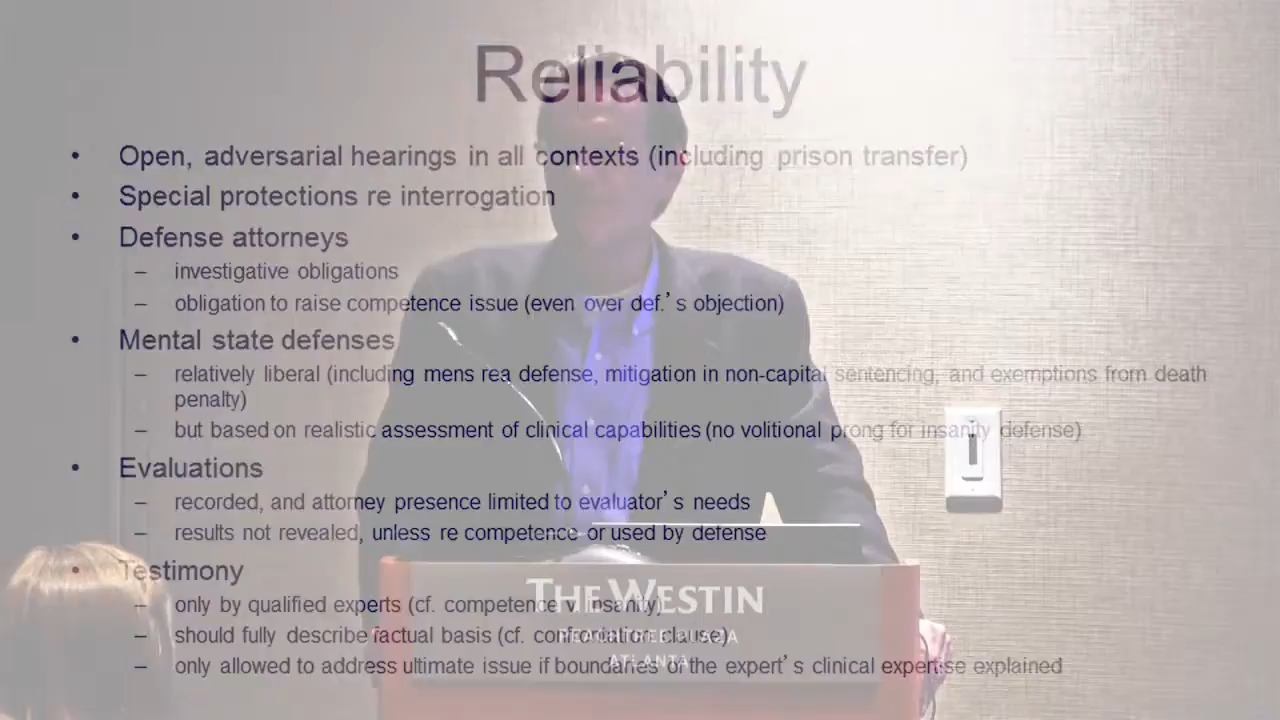 Reliability
• Open, adversarial hearings in all contexts (including prison transfer)
• Special protections re interrogation
• Defense attorneys
– investigative obligations
– obligation to raise competence issue (even over def.'s objection)
• Mental state defenses
– relatively liberal (including mens rea defense, mitigation in non-capital sentencing, and exemptions from death
penalty)
– but based on realistic assessment of clinical capabilities (no volitional prong for insanity defense)
• Evaluations
– recorded, and attorney presence limited to evaluator's needs
– results not revealed, unless re competence or used by defense
• Testimony
– only by qualified experts (cf. competence v. insanity)
– should fully describe factual basis (cf. confrontation clause)
– only allowed to address ultimate issue if boundaries of the expert's clinical expertise explained
THE WESTIN
PEACHTREE PLAZA
ATLANTA